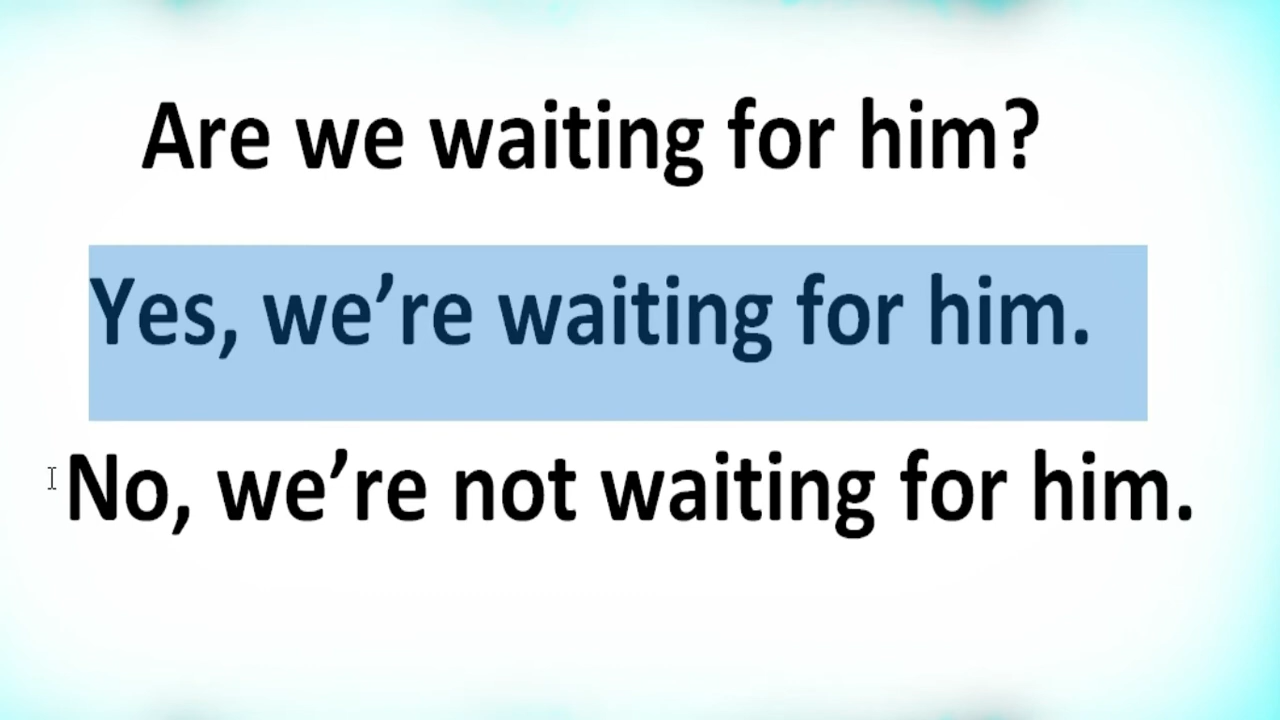 Are we waiting for him?
Yes, we’re waiting for him.
No, we’re not waiting for him.